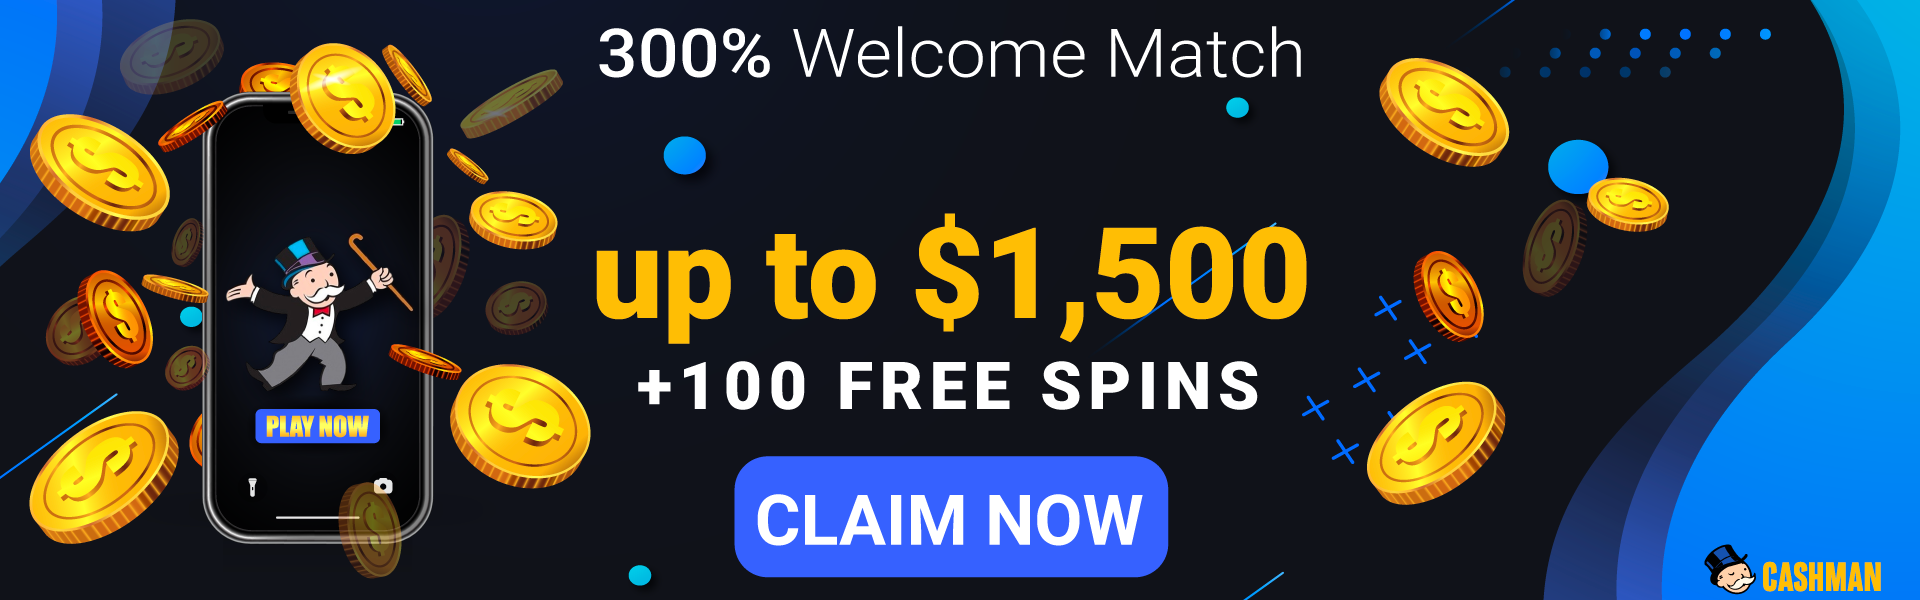 300% Welcome Match
up to $1,500
+100 FREE SPINS
CLAIM NOW
PLAY NOW
CASHMAN